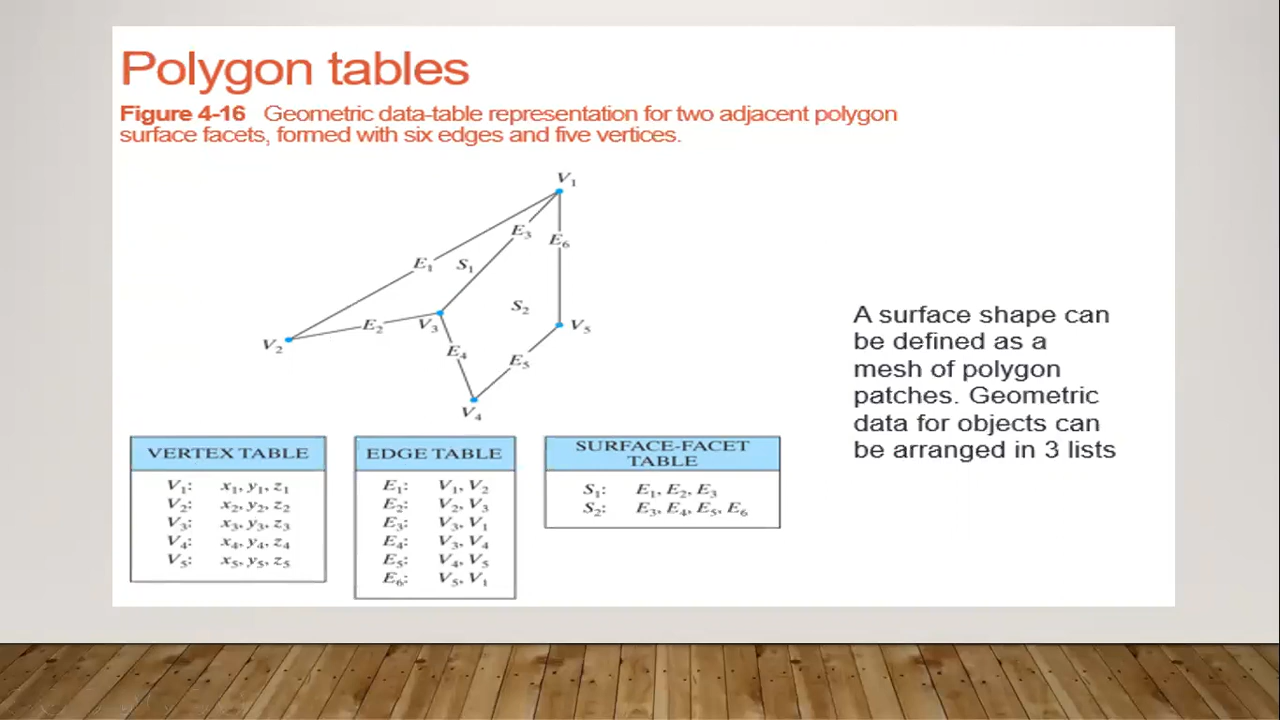 Polygon tables
Figure 4-16 Geometric data-table representation for two adjacent polygon
surface facets, formed with six edges and five vertices.
V₁
E₃
E₆
E₁
S₁
S₂
E₂
V₃
V₅
V₂
E₄
E₅
V₄
A surface shape can
be defined as a
mesh of polygon
patches. Geometric
data for objects can
be arranged in 3 lists
VERTEX TABLE
V₁: x₁, y₁, z₁
V₂: x₂, y₂, z₂
V₃: x₃, y₃, z₃
V₄: x₄, y₄, z₄
V₅: x₅, y₅, z₅
EDGE TABLE
E₁: V₁, V₂
E₂: V₂, V₃
E₃: V₃, V₁
E₄: V₃, V₄
E₅: V₄, V₅
E₆: V₅, V₁
SURFACE-FACET
TABLE
S₁: E₁, E₂, E₃
S₂: E₃, E₄, E₅, E₆